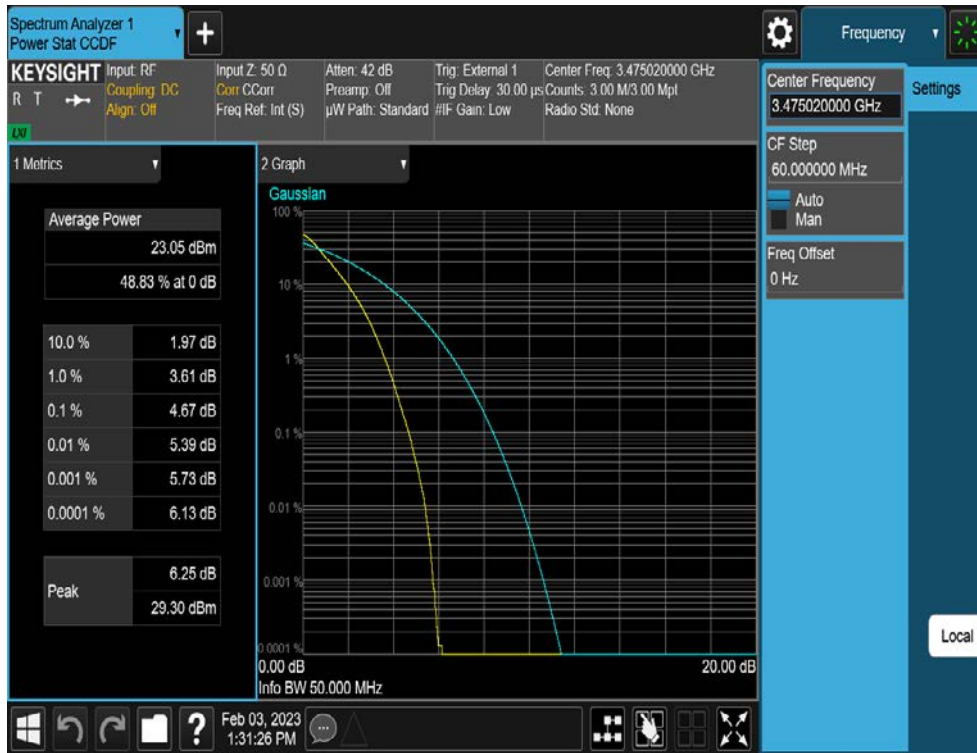 Spectrum Analyzer 1
Power Stat CCDF
+
Frequency
KEYSIGHT
R T
LXI
Input: RF
Coupling: DC
Align: Off
Input Z: 50 Ω
Corr CCorr
Freq Ref: Int (S)
Atten: 42 dB
Preamp: Off
µW Path: Standard
Trig: External 1
Trig Delay: 30.00 µs
#IF Gain: Low
Center Freq: 3.475020000 GHz
Counts: 3.00 M/3.00 Mpt
Radio Std: None
Center Frequency
3.475020000 GHz
Settings
CF Step
60.000000 MHz
Auto
Man
Freq Offset
0 Hz
Local
1 Metrics
Average Power
23.05 dBm
48.83 % at 0 dB
10.0 % 1.97 dB
1.0 % 3.61 dB
0.1 % 4.67 dB
0.01 % 5.39 dB
0.001 % 5.73 dB
0.0001 % 6.13 dB
Peak
6.25 dB
29.30 dBm
2 Graph
Gaussian
100 %
10 %
1 %
0.1 %
0.01 %
0.001 %
0.0001 %
0.00 dB 20.00 dB
Info BW 50.000 MHz
?
Feb 03, 2023
1:31:26 PM